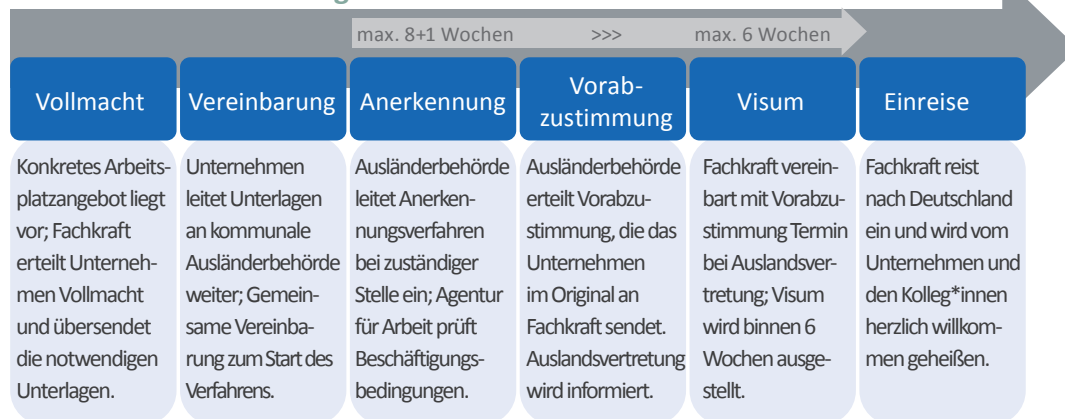 max. 8+1 Wochen >>> max. 6 Wochen
Vollmacht
Konkretes Arbeits-
platzangebot liegt
vor; Fachkraft
erteilt Unterneh-
men Vollmacht
und übersendet
die notwendigen
Unterlagen.
Vereinbarung
Unternehmen
leitet Unterlagen
an kommunale
Ausländerbehörde
weiter; Gemein-
same Vereinba-
rung zum Start des
Verfahrens.
Anerkennung
Ausländerbehörde
leitet Anerken-
nungsverfahren
bei zuständiger
Stelle ein; Agentur
für Arbeit prüft
Beschäftigungs-
bedingungen.
Vorab-
zustimmung
Ausländerbehörde
erteilt Vorabzu-
stimmung, die das
Unternehmen
im Original an
Fachkraft sendet.
Auslandsvertretung
wird informiert.
Visum
Fachkraft verein-
bart mit Vorabzu-
stimmung Termin
bei Auslandsver-
tretung; Visum
wird binnen 6
Wochen ausge-
stellt.
Einreise
Fachkraft reist
nach Deutschland
ein und wird vom
Unternehmen und
den Kolleg*innen
herzlich willkom-
men geheißen.